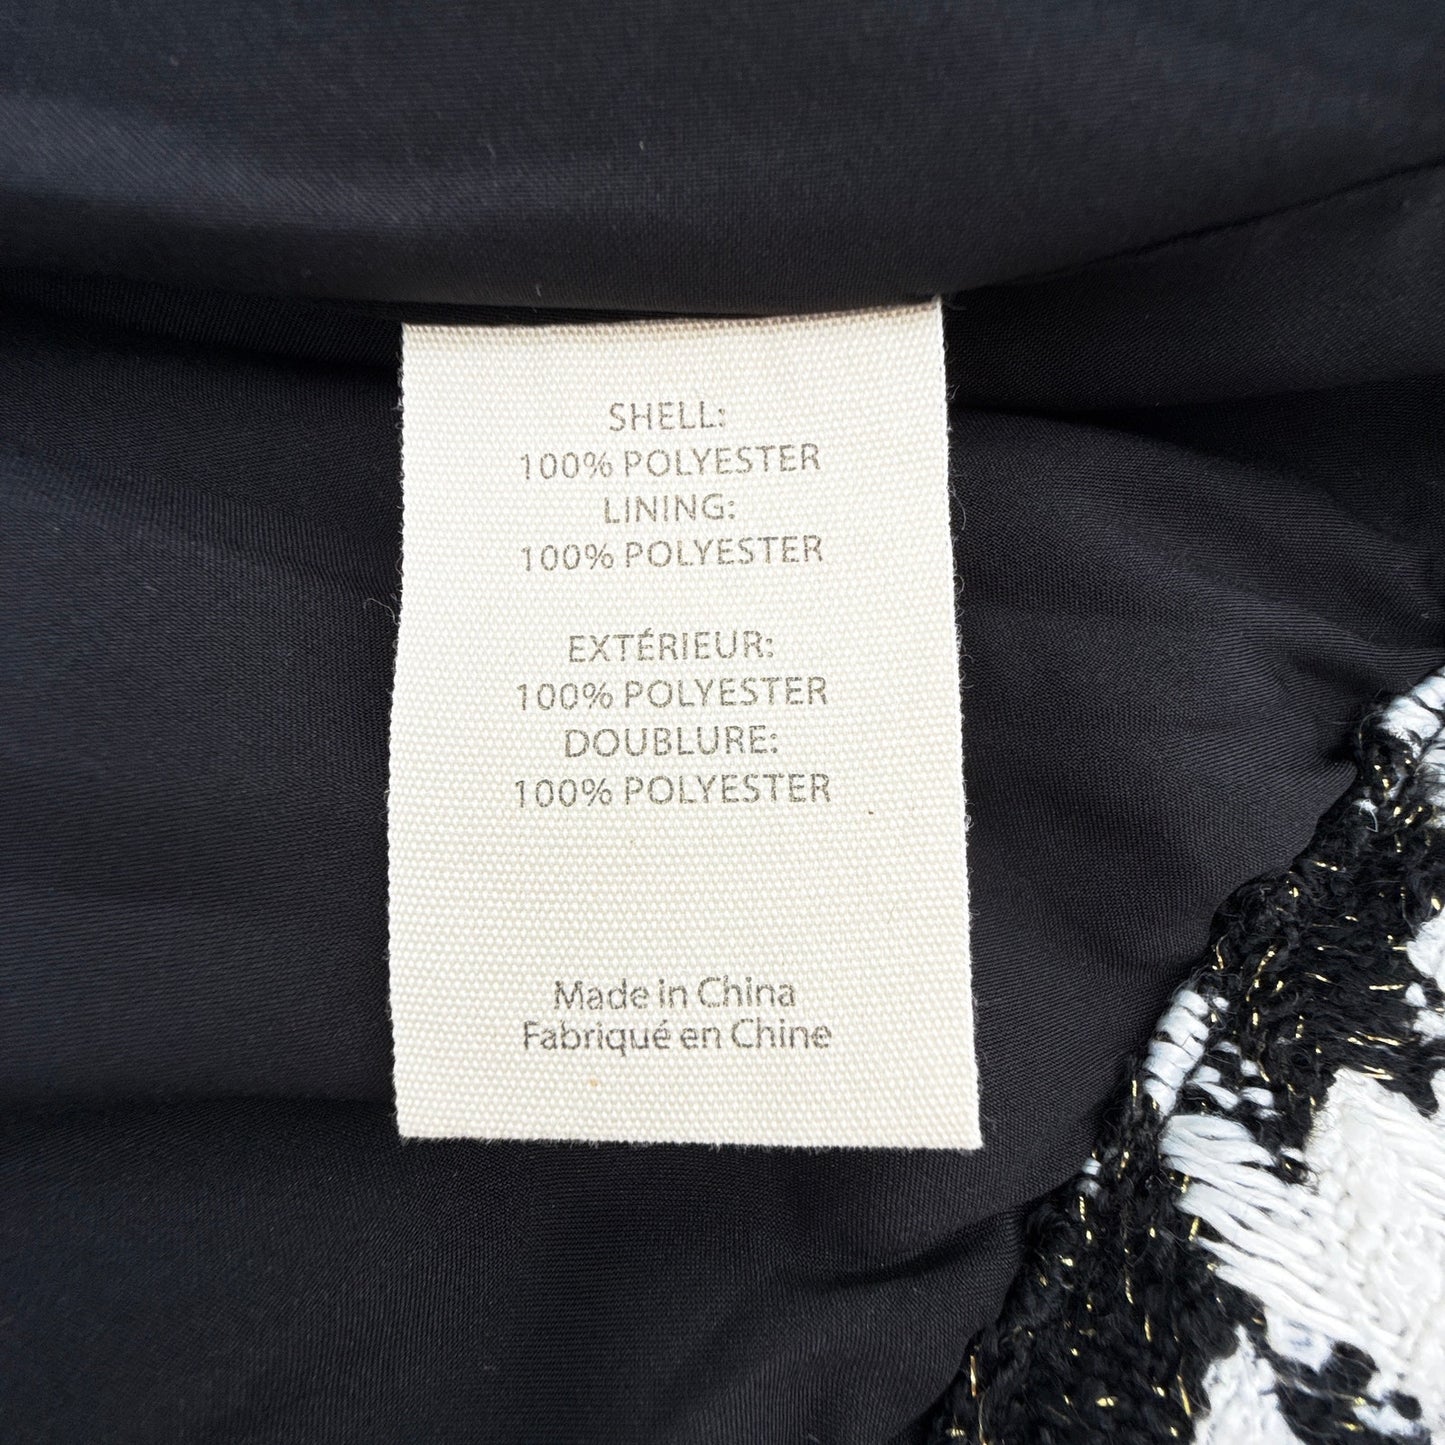 SHELL:
100% POLYESTER
LINING:
100% POLYESTER
EXTÉRIEUR:
100% POLYESTER
DOUBLURE:
100% POLYESTER
Made in China
Fabriqué en Chine